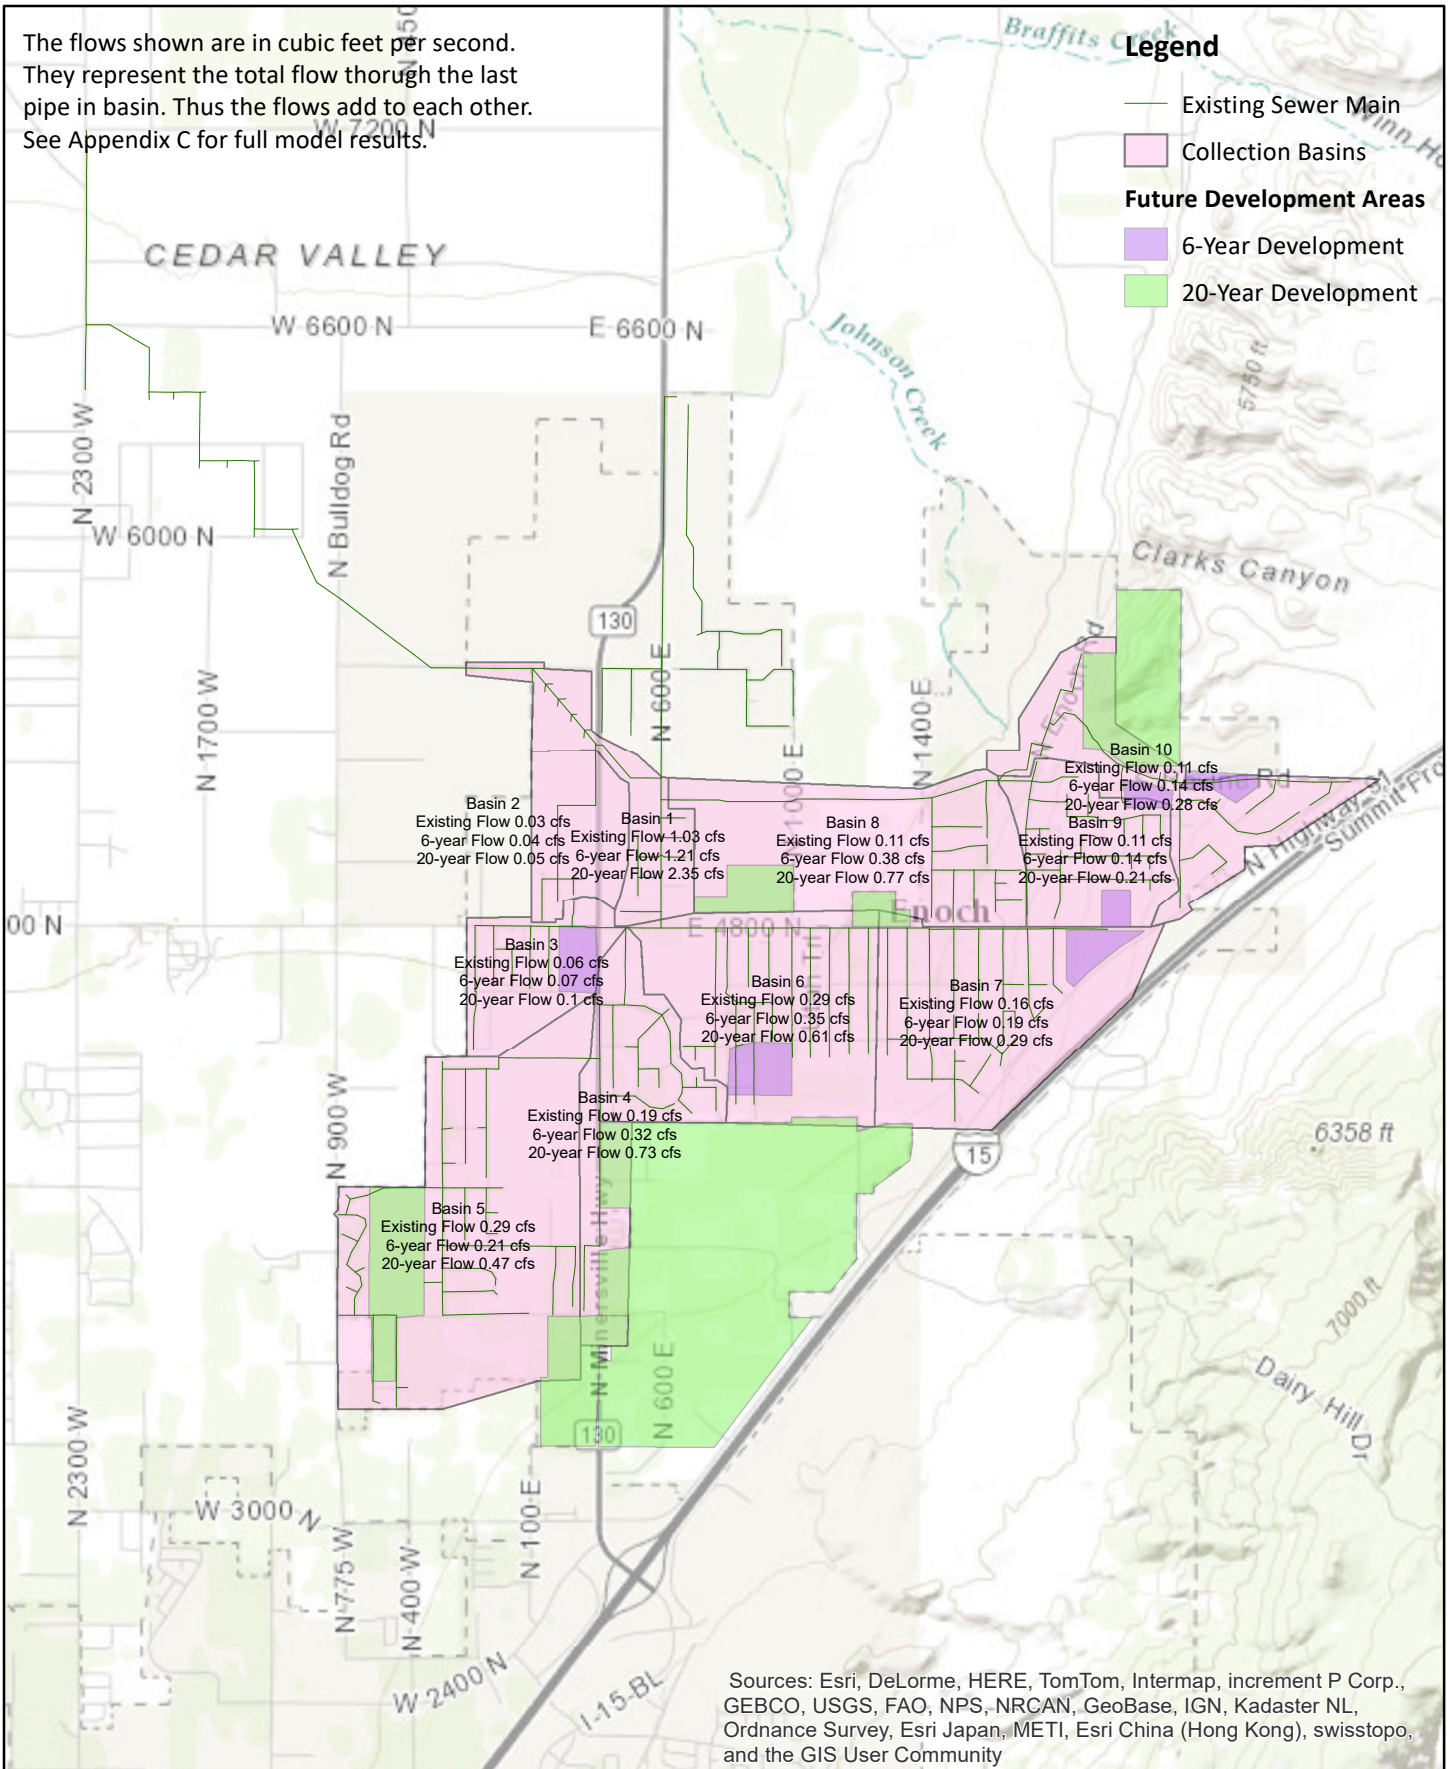 The flows shown are in cubic feet per second.
They represent the total flow thorugh the last
pipe in basin. Thus the flows add to each other.
See Appendix C for full model results.
Legend
Existing Sewer Main
Collection Basins
Future Development Areas
6-Year Development
20-Year Development
Braffits Creek
W 7200 N
CEDAR VALLEY
W 6600 N
E 6600 N
Johnson Creek
5750 ft
N 2300 W
N Bulldog Rd
W 6000 N
Clarks Canyon
130
N 600 E
N 1700 W
N 1000 E
N 1400 E
N Enoch Rd
Basin 10
Existing Flow 0.11 cfs
6-year Flow 0.14 cfs
20-year Flow 0.28 cfs
Rd
N Highway 91
Basin 2
Existing Flow 0.03 cfs
6-year Flow 0.04 cfs
20-year Flow 0.05 cfs
Basin 1
Existing Flow 1.03 cfs
6-year Flow 1.21 cfs
20-year Flow 2.35 cfs
Basin 8
Existing Flow 0.11 cfs
6-year Flow 0.38 cfs
20-year Flow 0.77 cfs
Basin 9
Existing Flow 0.11 cfs
6-year Flow 0.14 cfs
20-year Flow 0.21 cfs
00 N
E 4800 N
Enoch
Basin 3
Existing Flow 0.06 cfs
6-year Flow 0.07 cfs
20-year Flow 0.1 cfs
Basin 6
Existing Flow 0.29 cfs
6-year Flow 0.35 cfs
20-year Flow 0.61 cfs
Basin 7
Existing Flow 0.16 cfs
6-year Flow 0.19 cfs
20-year Flow 0.29 cfs
N 900 W
Basin 4
Existing Flow 0.19 cfs
6-year Flow 0.32 cfs
20-year Flow 0.73 cfs
15
6358 ft
Basin 5
Existing Flow 0.29 cfs
6-year Flow 0.21 cfs
20-year Flow 0.47 cfs
N Minersville Hwy
N 600 E
7000 ft
Dairy Hill Dr
130
N 2300 W
W 3000 N
N 775 W
N 400 W
N 100 E
W 2400 N
I-15-BL
Sources: Esri, DeLorme, HERE, TomTom, Intermap, increment P Corp.,
GEBCO, USGS, FAO, NPS, NRCAN, GeoBase, IGN, Kadaster NL,
Ordnance Survey, Esri Japan, METI, Esri China (Hong Kong), swisstopo,
and the GIS User Community